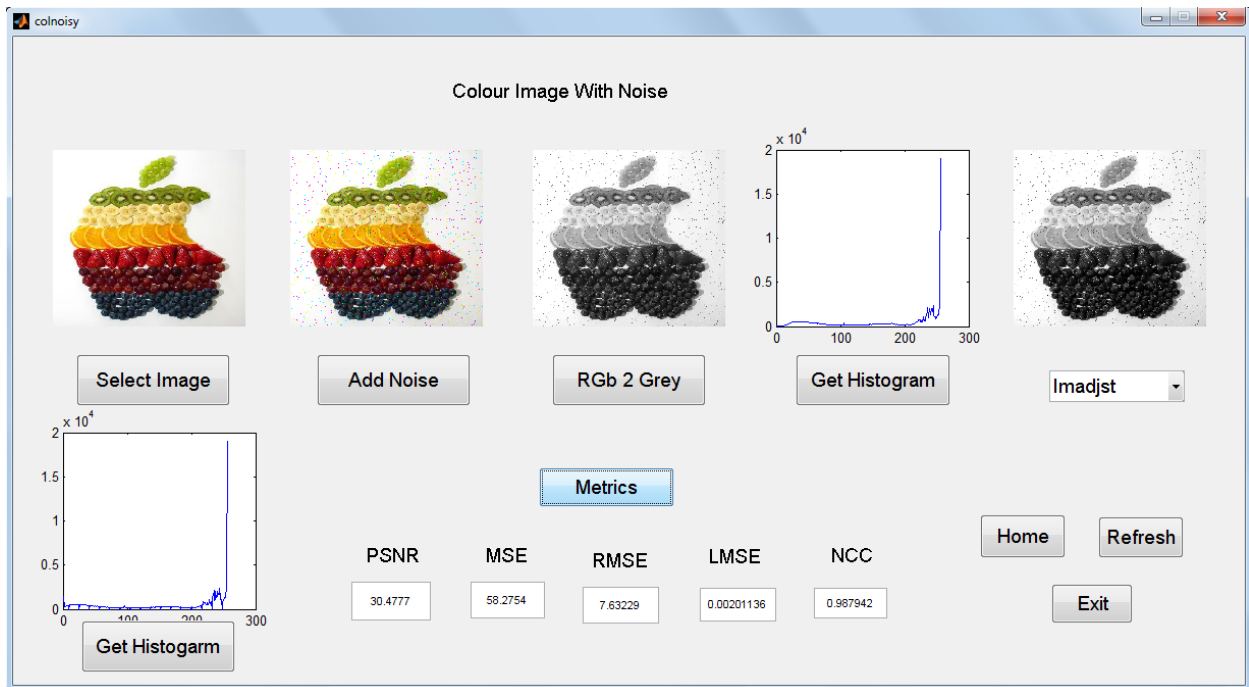 colnoisy
Colour Image With Noise
x 10^4
2
1.5
1
0.5
0
0 100 200 300
Select Image
Add Noise
RGb 2 Grey
Get Histogram
Imadjst
x 10^4
2
1.5
1
0.5
0
0 100 200 300
Get Histogarm
Metrics
PSNR MSE RMSE LMSE NCC
30.4777 58.2754 7.63229 0.00201136 0.987942
Home
Refresh
Exit